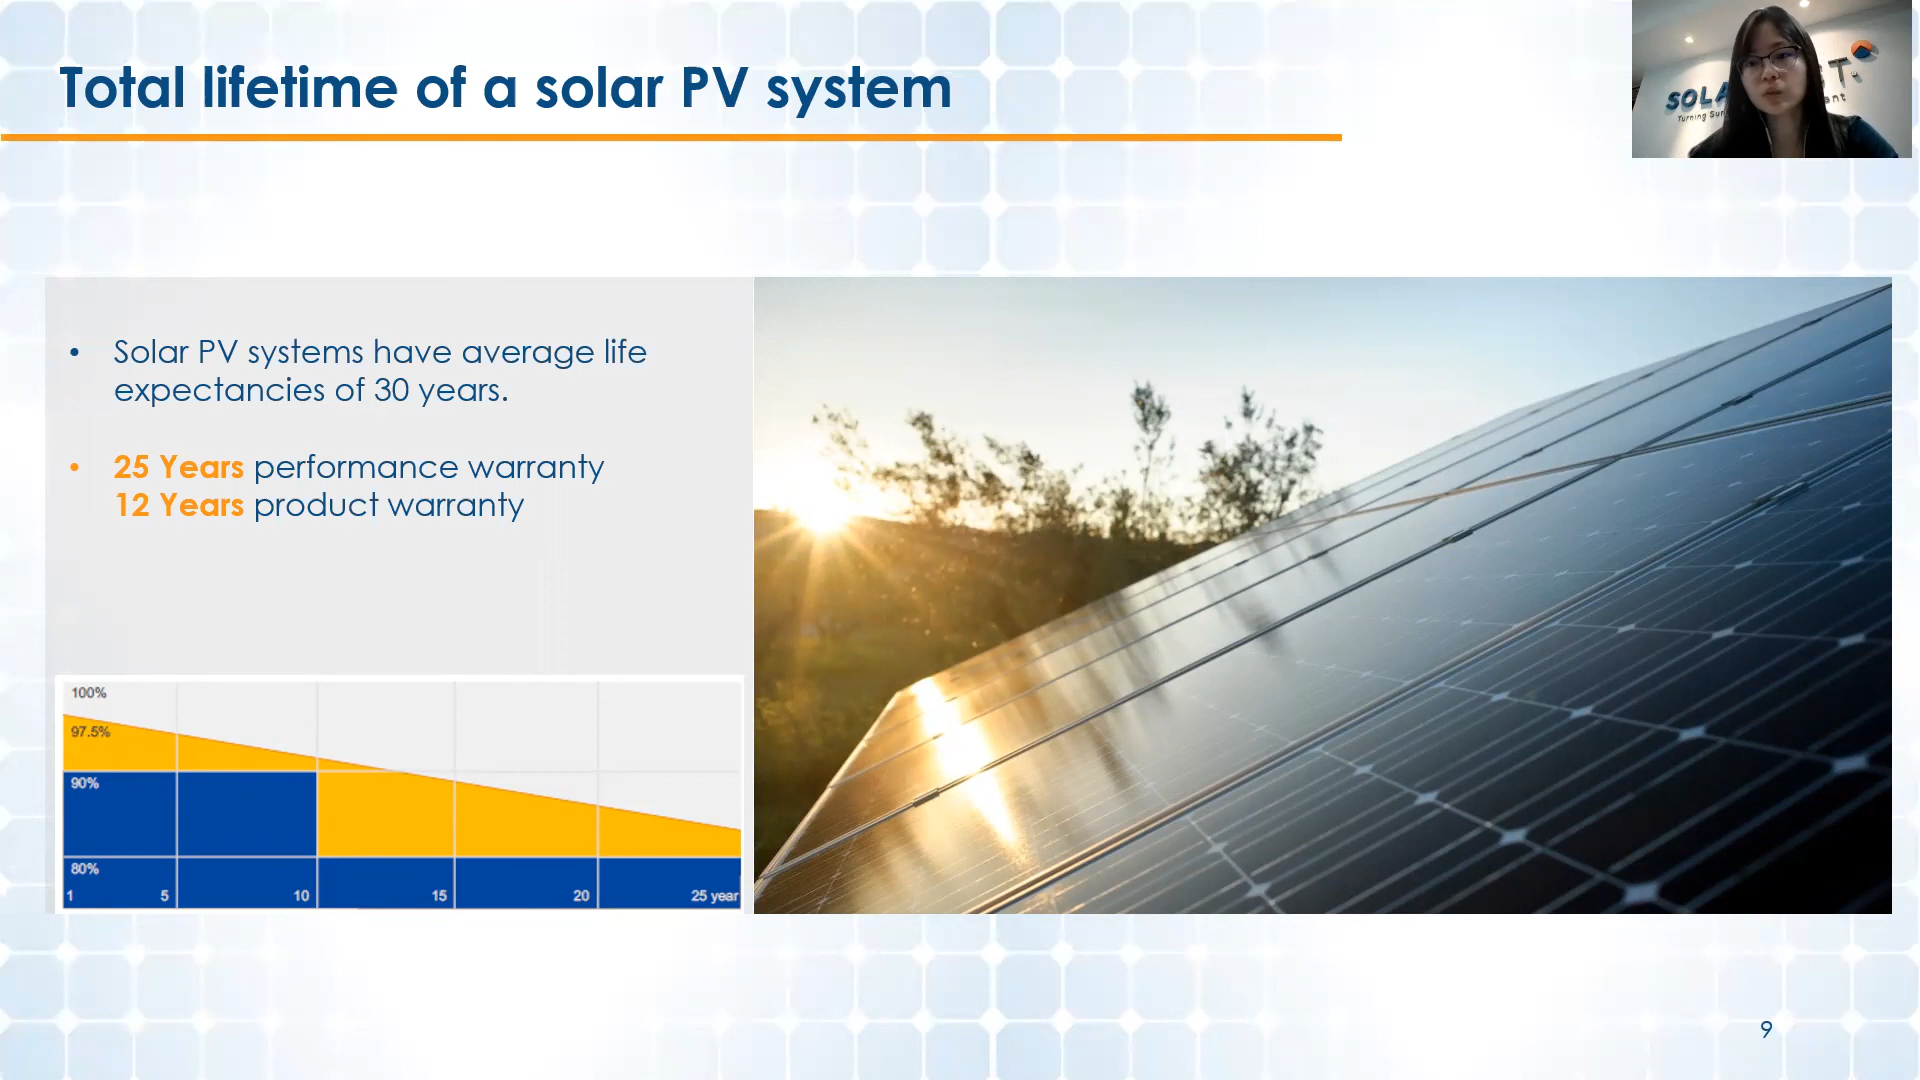 Total lifetime of a solar PV system
SOLA
T.
Turning Sun
ant
• Solar PV systems have average life
expectancies of 30 years.
• 25 Years performance warranty
12 Years product warranty
100%
97.5%
90%
80%
1 5 10 15 20 25 year
9